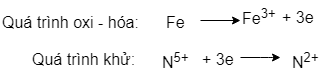 Quá trình oxi - hóa: Fe ⟶ Fe³⁺ + 3e
Quá trình khử: N⁵⁺ + 3e ⟶ N²⁺